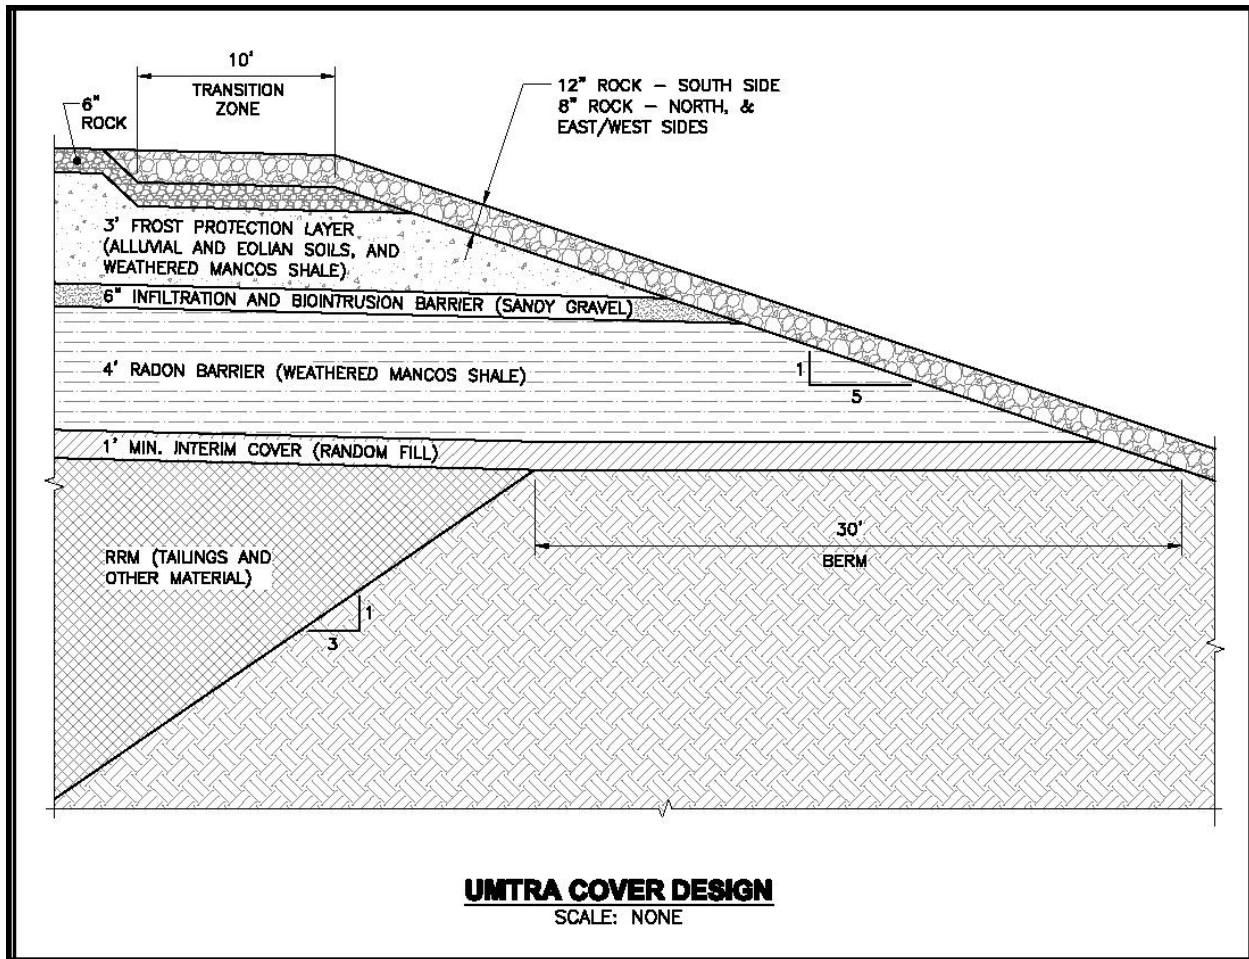 10'
TRANSITION
ZONE
6"
ROCK
12" ROCK – SOUTH SIDE
8" ROCK – NORTH, &
EAST/WEST SIDES
3' FROST PROTECTION LAYER
(ALLUVIAL AND EOLIAN SOILS, AND
WEATHERED MANCOS SHALE)
6" INFILTRATION AND BIOINTRUSION BARRIER (SANDY GRAVEL)
4' RADON BARRIER (WEATHERED MANCOS SHALE)
1
5
1' MIN. INTERIM COVER (RANDOM FILL)
30'
BERM
RRM (TAILINGS AND
OTHER MATERIAL)
1
3
UMTRA COVER DESIGN
SCALE: NONE